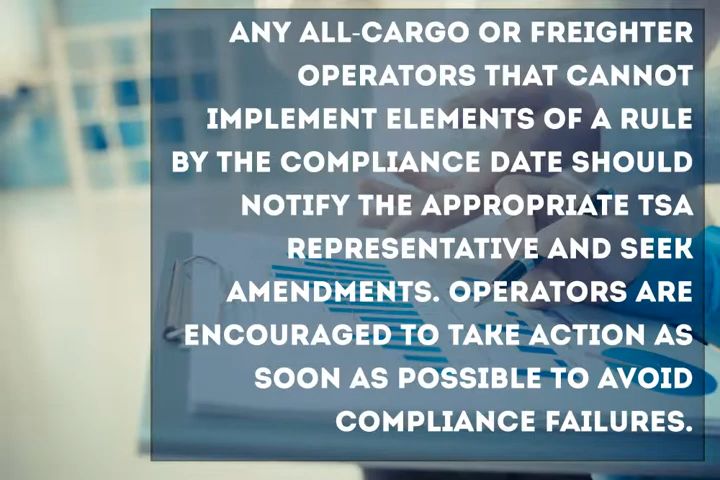 ANY ALL-CARGO OR FREIGHTER
OPERATORS THAT CANNOT
IMPLEMENT ELEMENTS OF A RULE
BY THE COMPLIANCE DATE SHOULD
NOTIFY THE APPROPRIATE TSA
REPRESENTATIVE AND SEEK
AMENDMENTS. OPERATORS ARE
ENCOURAGED TO TAKE ACTION AS
SOON AS POSSIBLE TO AVOID
COMPLIANCE FAILURES.